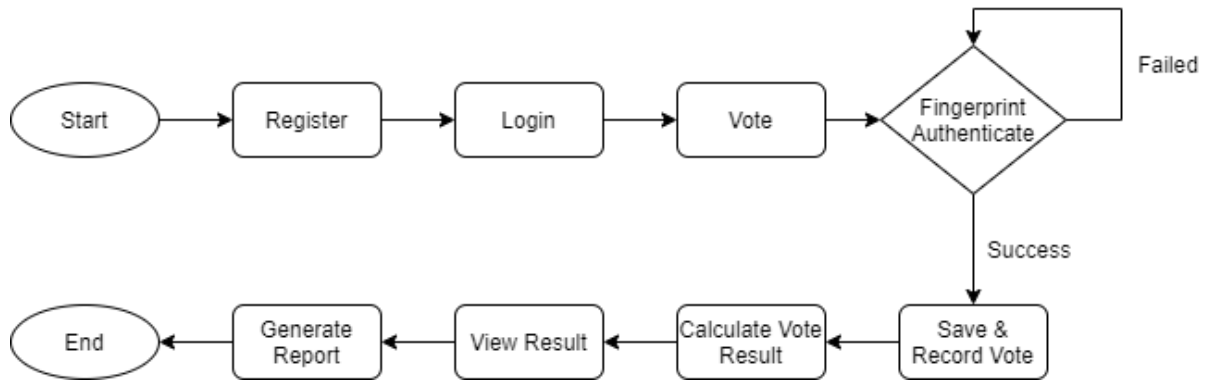 Start
Register
Login
Vote
Fingerprint
Authenticate
Failed
Success
End
Generate
Report
View Result
Calculate Vote
Result
Save &
Record Vote